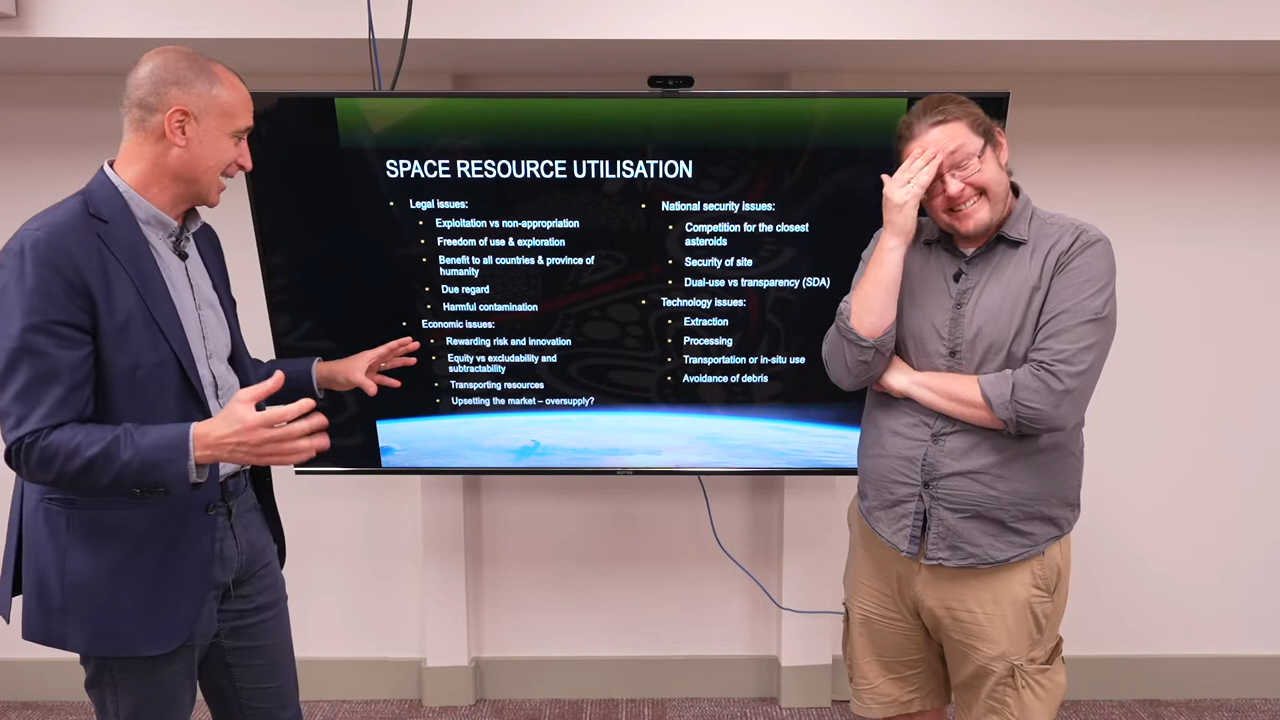 SPACE RESOURCE UTILISATION
Legal issues:
Exploitation vs non-appropriation
Freedom of use & exploration
Benefit to all countries & province of
humanity
Due regard
Harmful contamination
Economic issues:
Rewarding risk and innovation
Equity vs excludability and
subtractability
Transporting resources
Upsetting the market – oversupply?
National security issues:
Competition for the closest
asteroids
Security of site
Dual-use vs transparency (SDA)
Technology issues:
Extraction
Processing
Transportation or in-situ use
Avoidance of debris